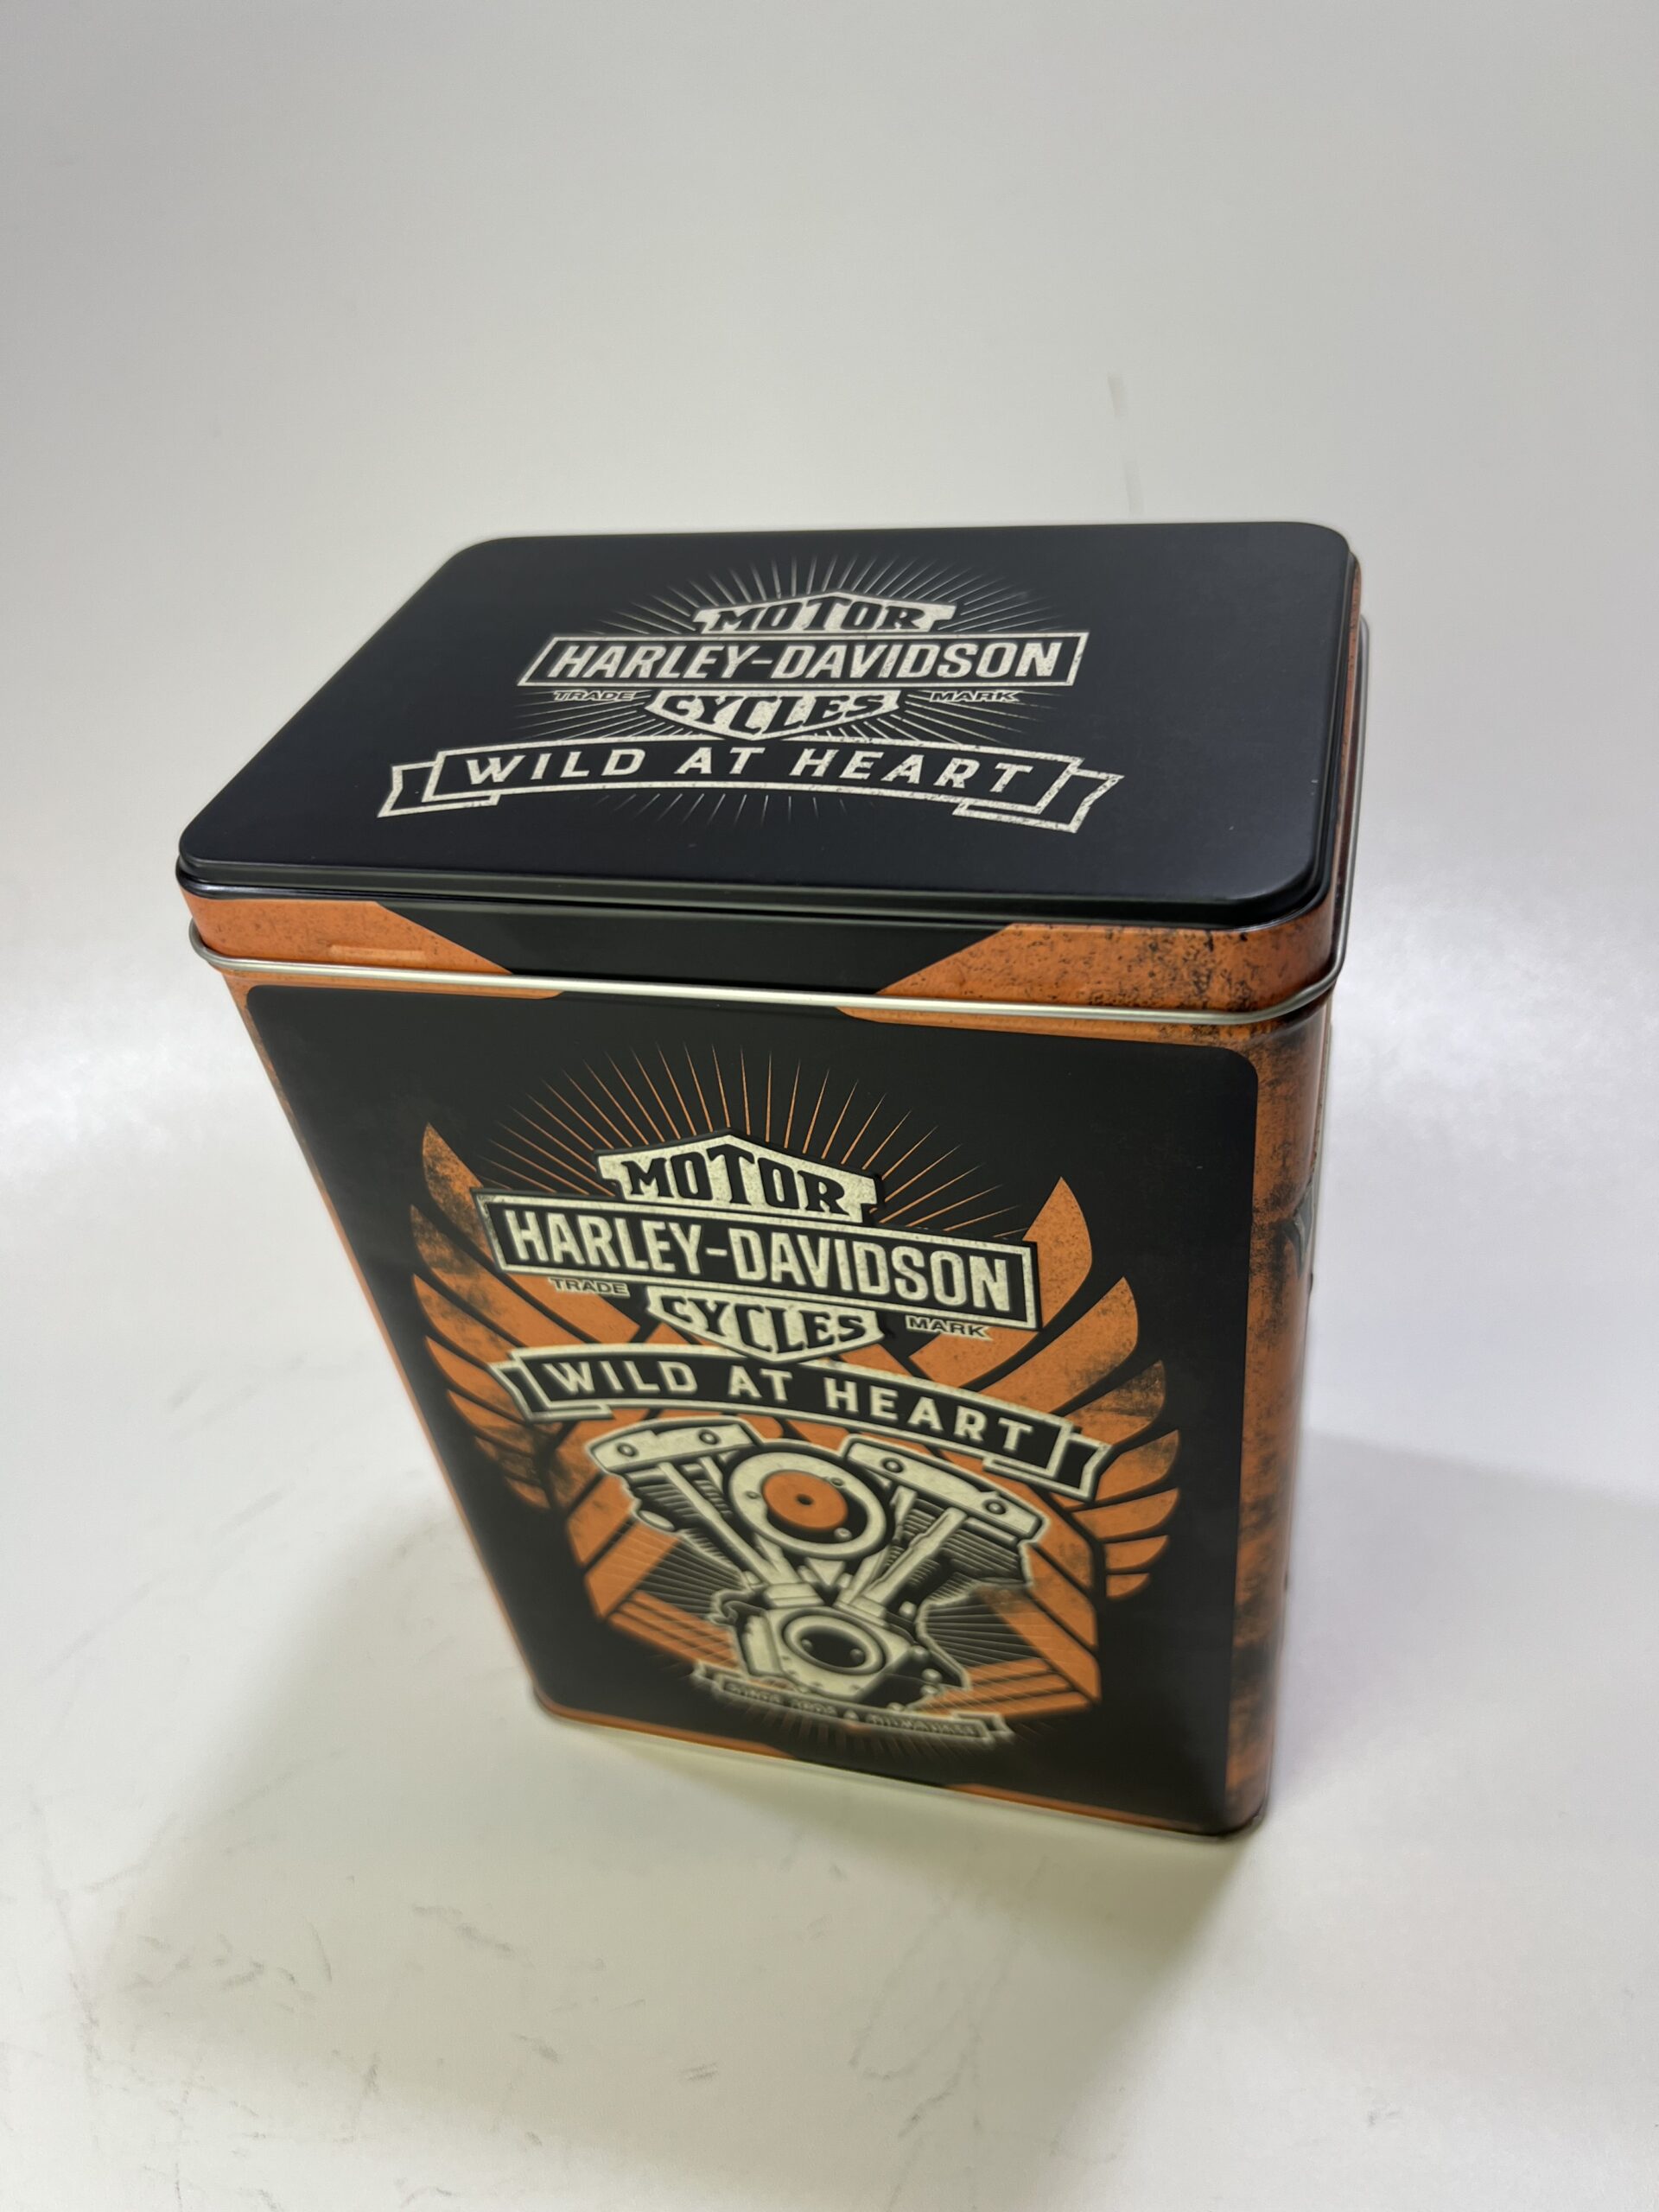 MOTOR
HARLEY-DAVIDSON
TRADE MARK
CYCLES
WILD AT HEART
MOTOR
HARLEY-DAVIDSON
TRADE MARK
CYCLES
WILD AT HEART